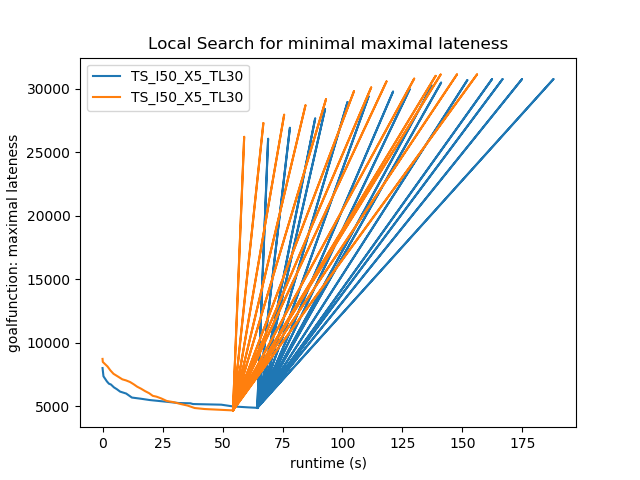 Local Search for minimal maximal lateness
TS_I50_X5_TL30
TS_I50_X5_TL30
goalfunction: maximal lateness
30000
25000
20000
15000
10000
5000
0 25 50 75 100 125 150 175
runtime (s)